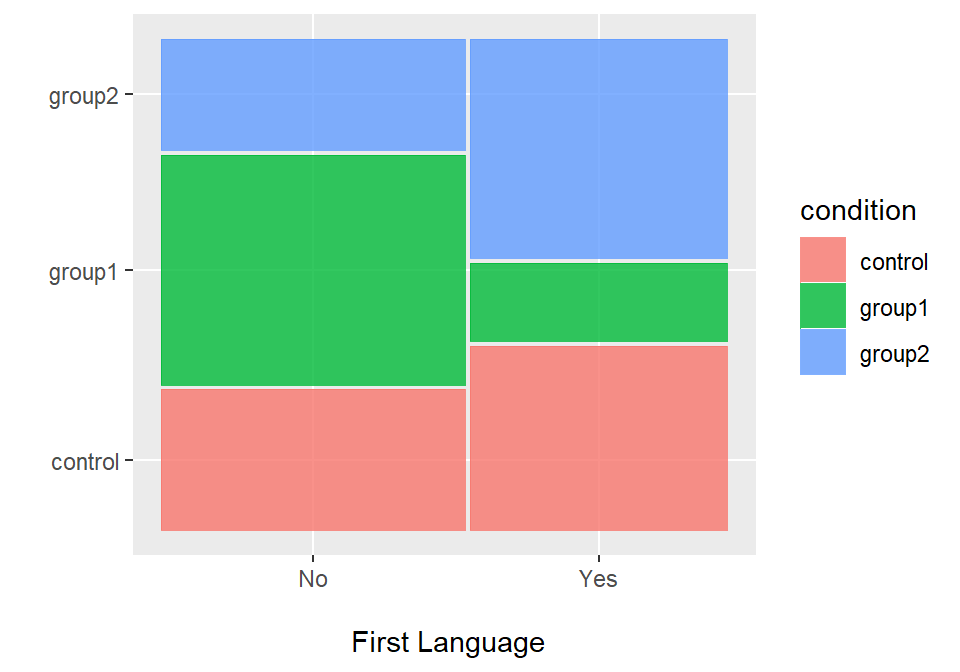 group2
group1
control
No
Yes
First Language
condition
control
group1
group2